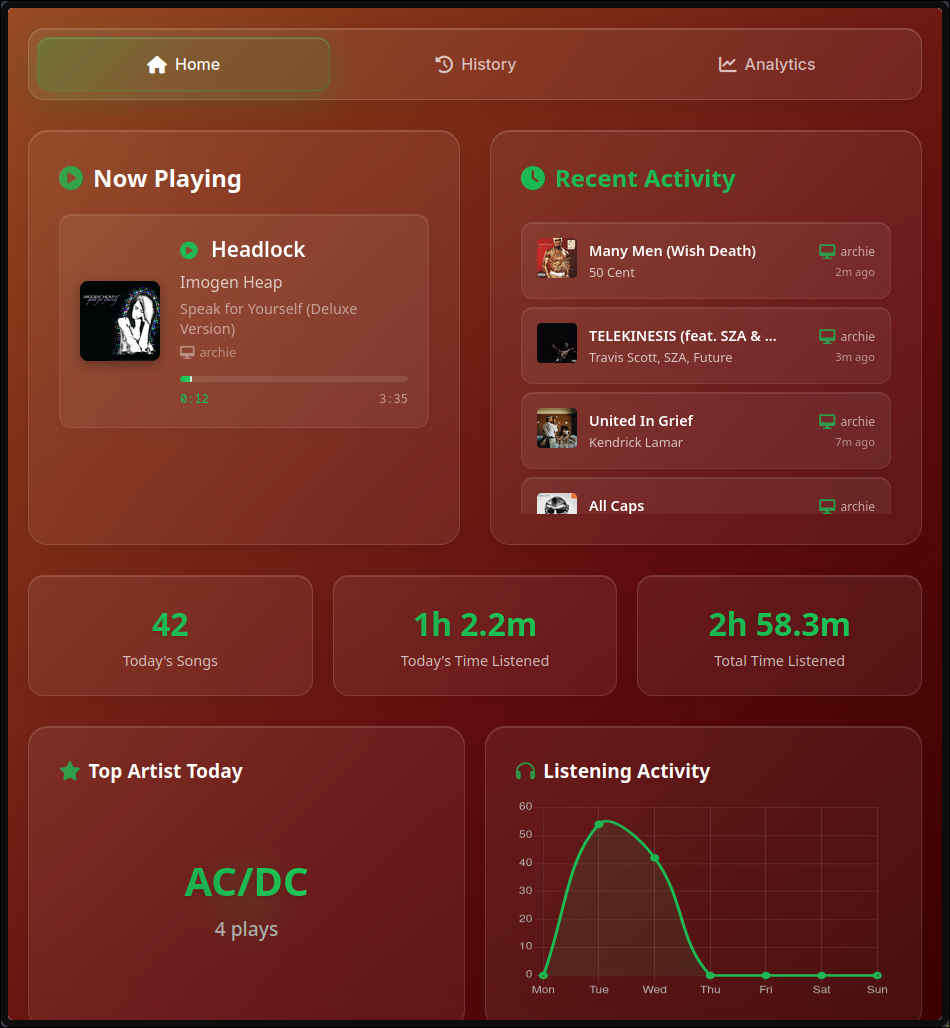 Home
History
Analytics
Now Playing
Headlock
Imogen Heap
Speak for Yourself (Deluxe
Version)
archie
0:12
3:35
Recent Activity
Many Men (Wish Death)
50 Cent
archie
2m ago
TELEKINESIS (feat. SZA & ...
Travis Scott, SZA, Future
archie
3m ago
United In Grief
Kendrick Lamar
archie
7m ago
All Caps
archie
42
Today's Songs
1h 2.2m
Today's Time Listened
2h 58.3m
Total Time Listened
Top Artist Today
AC/DC
4 plays
Listening Activity
60
50
40
30
20
10
0
Mon Tue Wed Thu Fri Sat Sun